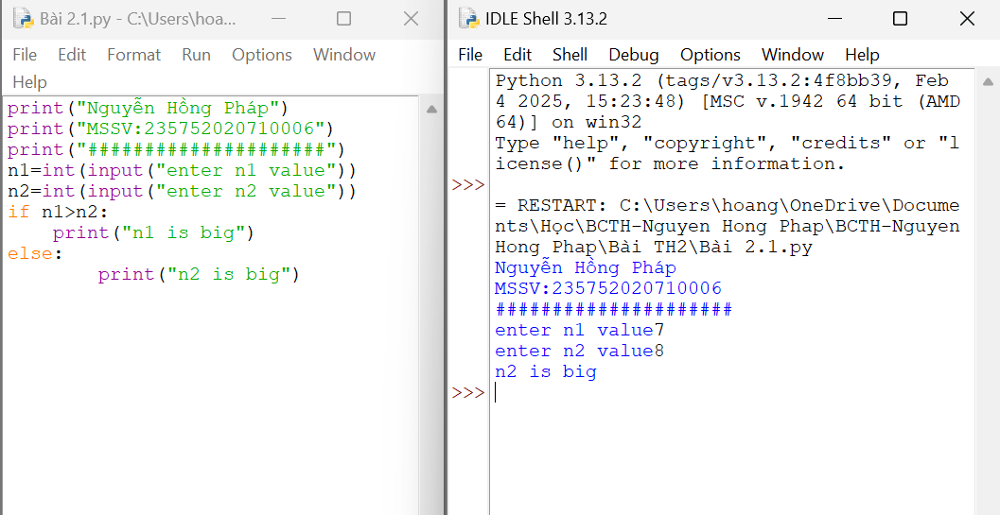 Bài 2.1.py - C:\Users\hoa...
File Edit Format Run Options Window
Help
print("Nguyễn Hồng Pháp")
print("MSSV:235752020710006")
print("#####################")
n1=int(input("enter n1 value"))
n2=int(input("enter n2 value"))
if n1>n2:
    print("n1 is big")
else:
        print("n2 is big")
IDLE Shell 3.13.2
File Edit Shell Debug Options Window Help
Python 3.13.2 (tags/v3.13.2:4f8bb39, Feb
4 2025, 15:23:48) [MSC v.1942 64 bit (AMD
64)] on win32
Type "help", "copyright", "credits" or "l
icense()" for more information.
>>>
= RESTART: C:\Users\hoang\OneDrive\Docume
nts\Học\BCTH-Nguyen Hong Phap\BCTH-Nguyen
Hong Phap\Bài TH2\Bài 2.1.py
Nguyễn Hồng Pháp
MSSV:235752020710006
#####################
enter n1 value7
enter n2 value8
n2 is big
>>>